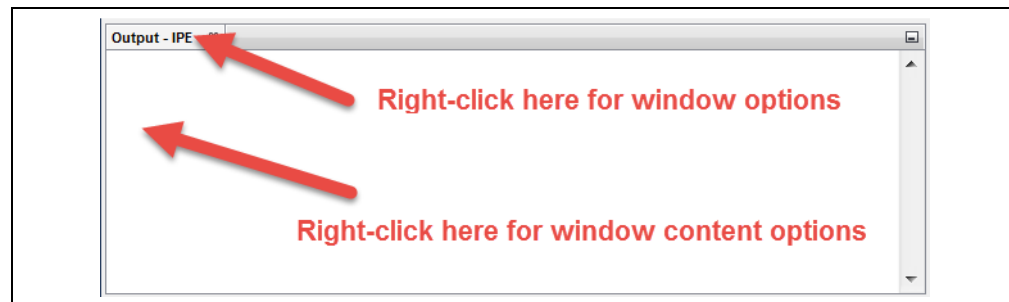 Output - IPE
Right-click here for window options
Right-click here for window content options